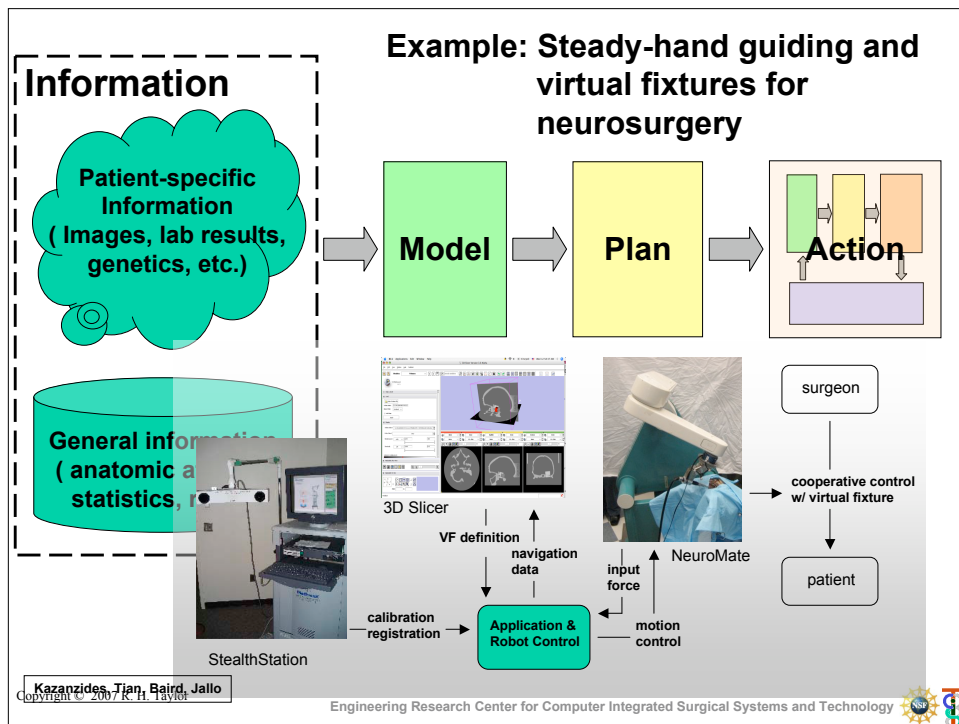 Example: Steady-hand guiding and
virtual fixtures for
neurosurgery
Information
Patient-specific
Information
( Images, lab results,
genetics, etc.)
Model
Plan
Action
General information
( anatomic a
statistics, r
surgeon
cooperative control
w/ virtual fixture
patient
3D Slicer
NeuroMate
VF definition
navigation
data
input
force
calibration
registration
Application &
Robot Control
motion
control
StealthStation
Kazanzides, Tian, Baird, Jallo
Copyright © 2007 R. H. Taylor
Engineering Research Center for Computer Integrated Surgical Systems and Technology
NSF